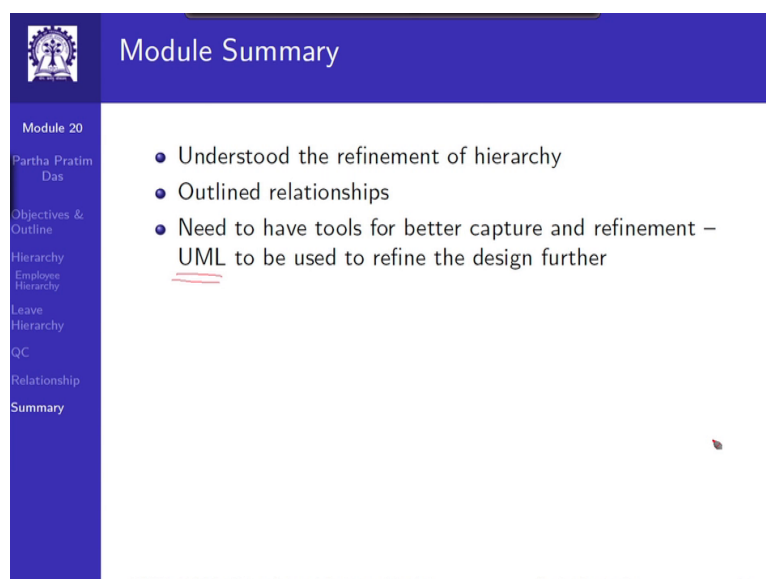 Module Summary
Module 20
Partha Pratim
Das
Objectives &
Outline
Hierarchy
Employee
Hierarchy
Leave
Hierarchy
QC
Relationship
Summary
Understood the refinement of hierarchy
Outlined relationships
Need to have tools for better capture and refinement –
UML to be used to refine the design further